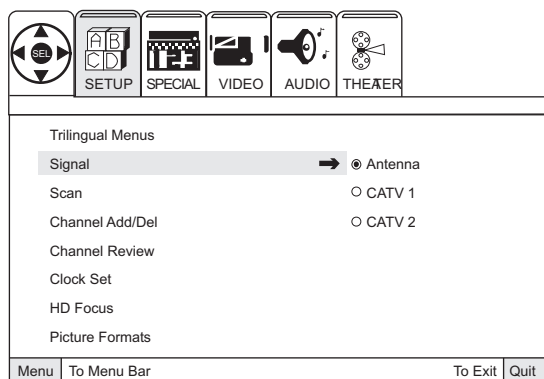 SEL
A B
C D
SETUP SPECIAL VIDEO AUDIO THEATER
Trilingual Menus
Signal Antenna
Scan CATV 1
Channel Add/Del CATV 2
Channel Review
Clock Set
HD Focus
Picture Formats
Menu To Menu Bar To Exit Quit